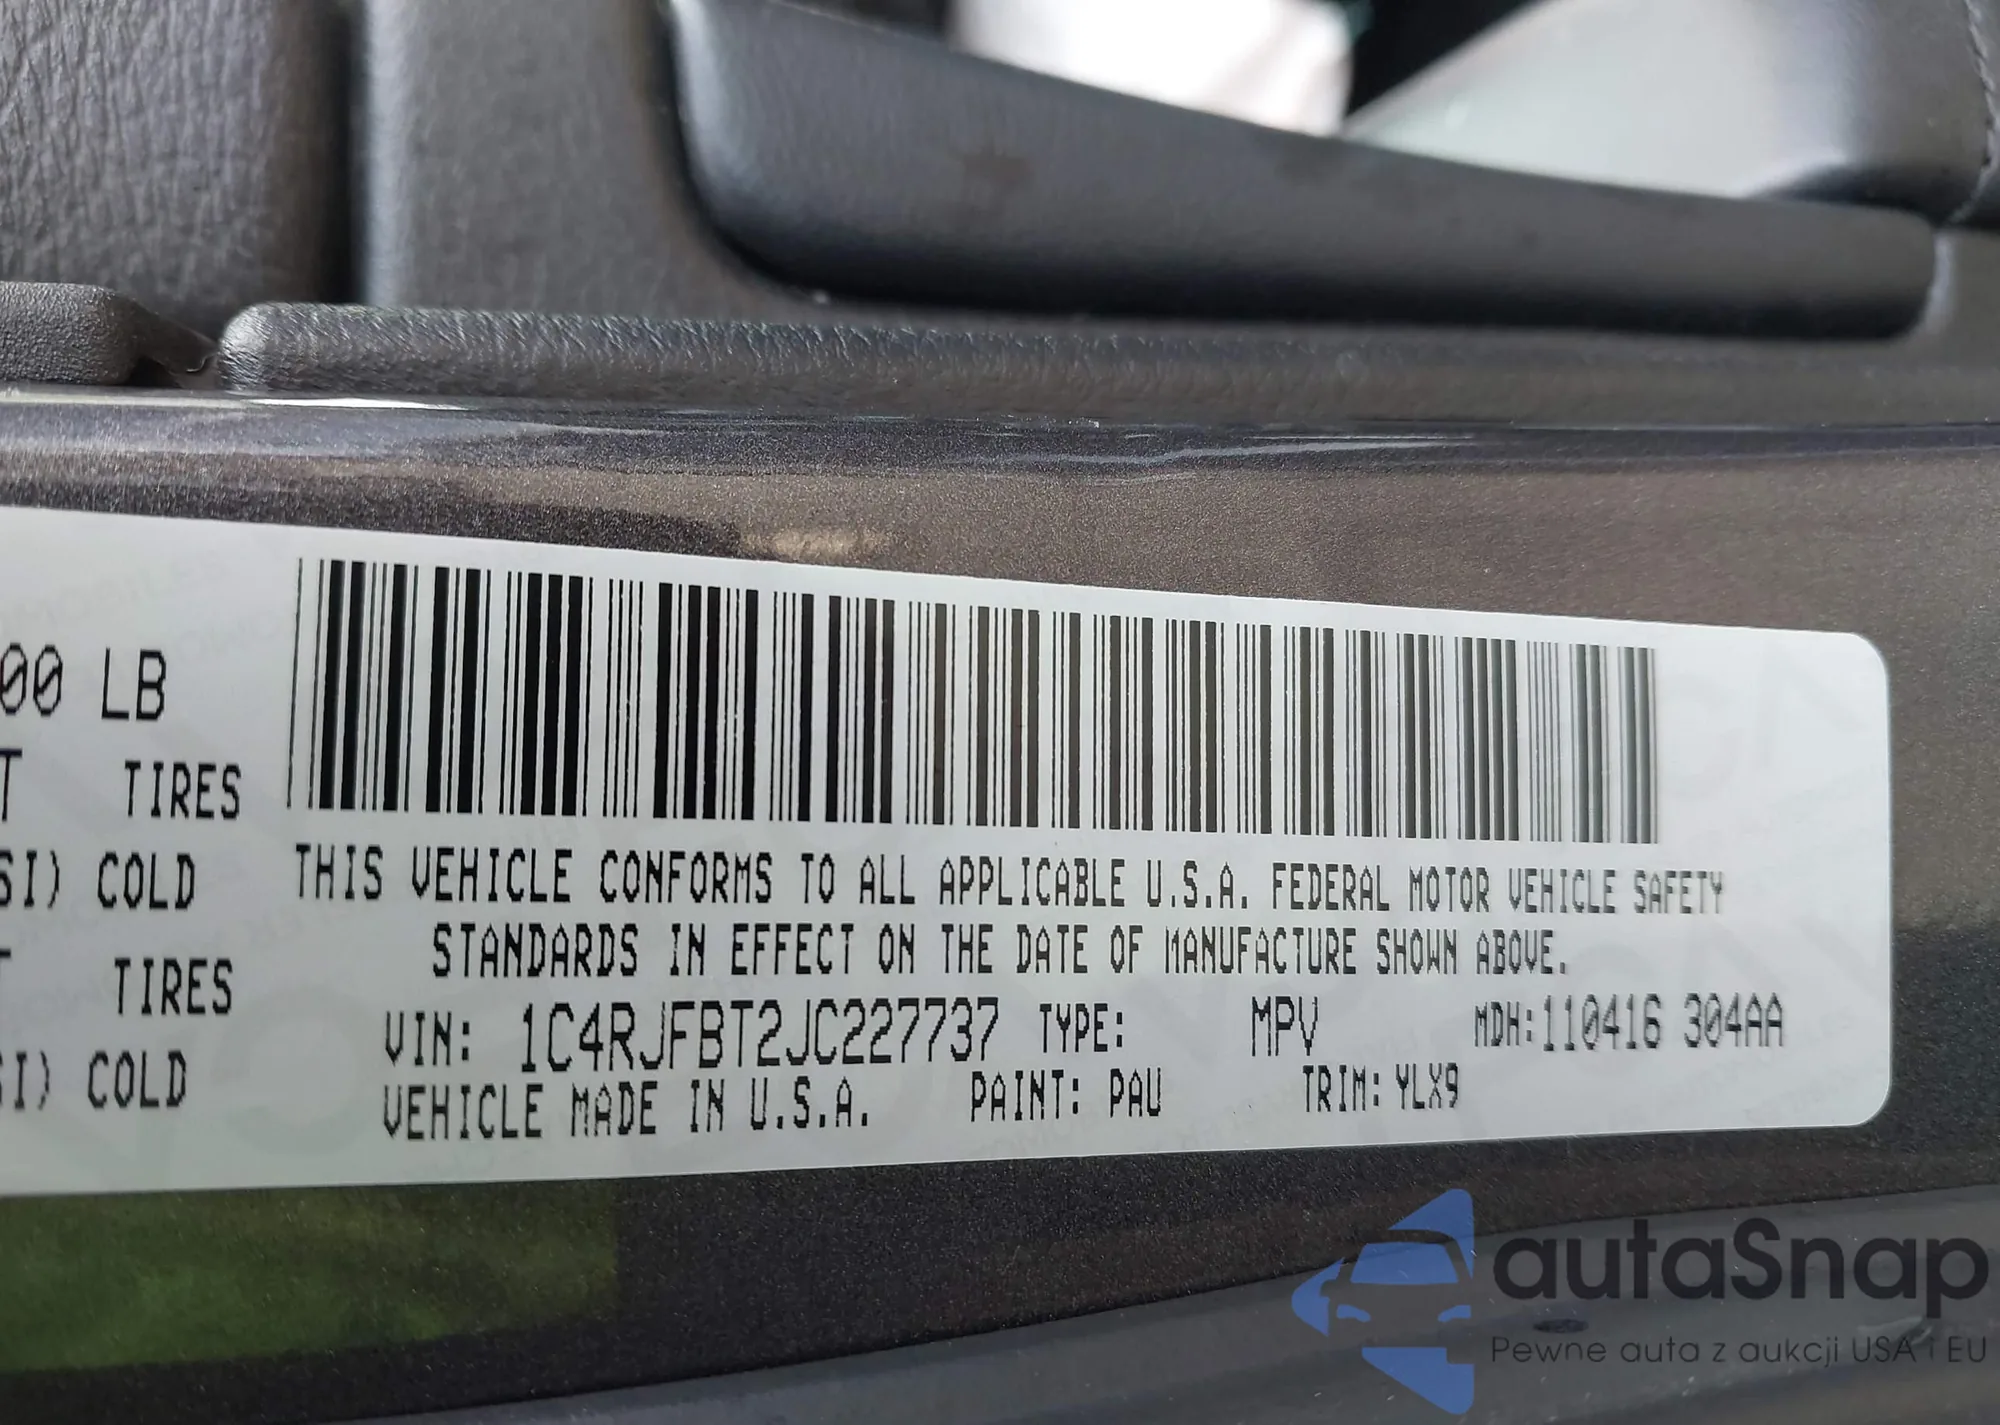 00 LB
T TIRES
SI) COLD
T TIRES
SI) COLD
THIS VEHICLE CONFORMS TO ALL APPLICABLE U.S.A. FEDERAL MOTOR VEHICLE SAFETY
STANDARDS IN EFFECT ON THE DATE OF MANUFACTURE SHOWN ABOVE.
VIN: 1C4RJFBT2JC227737 TYPE: MPV MDH:110416 304AA
VEHICLE MADE IN U.S.A. PAINT: PAU TRIM: YLX9
autaSnap
Pewne auta z aukcji USA i EU